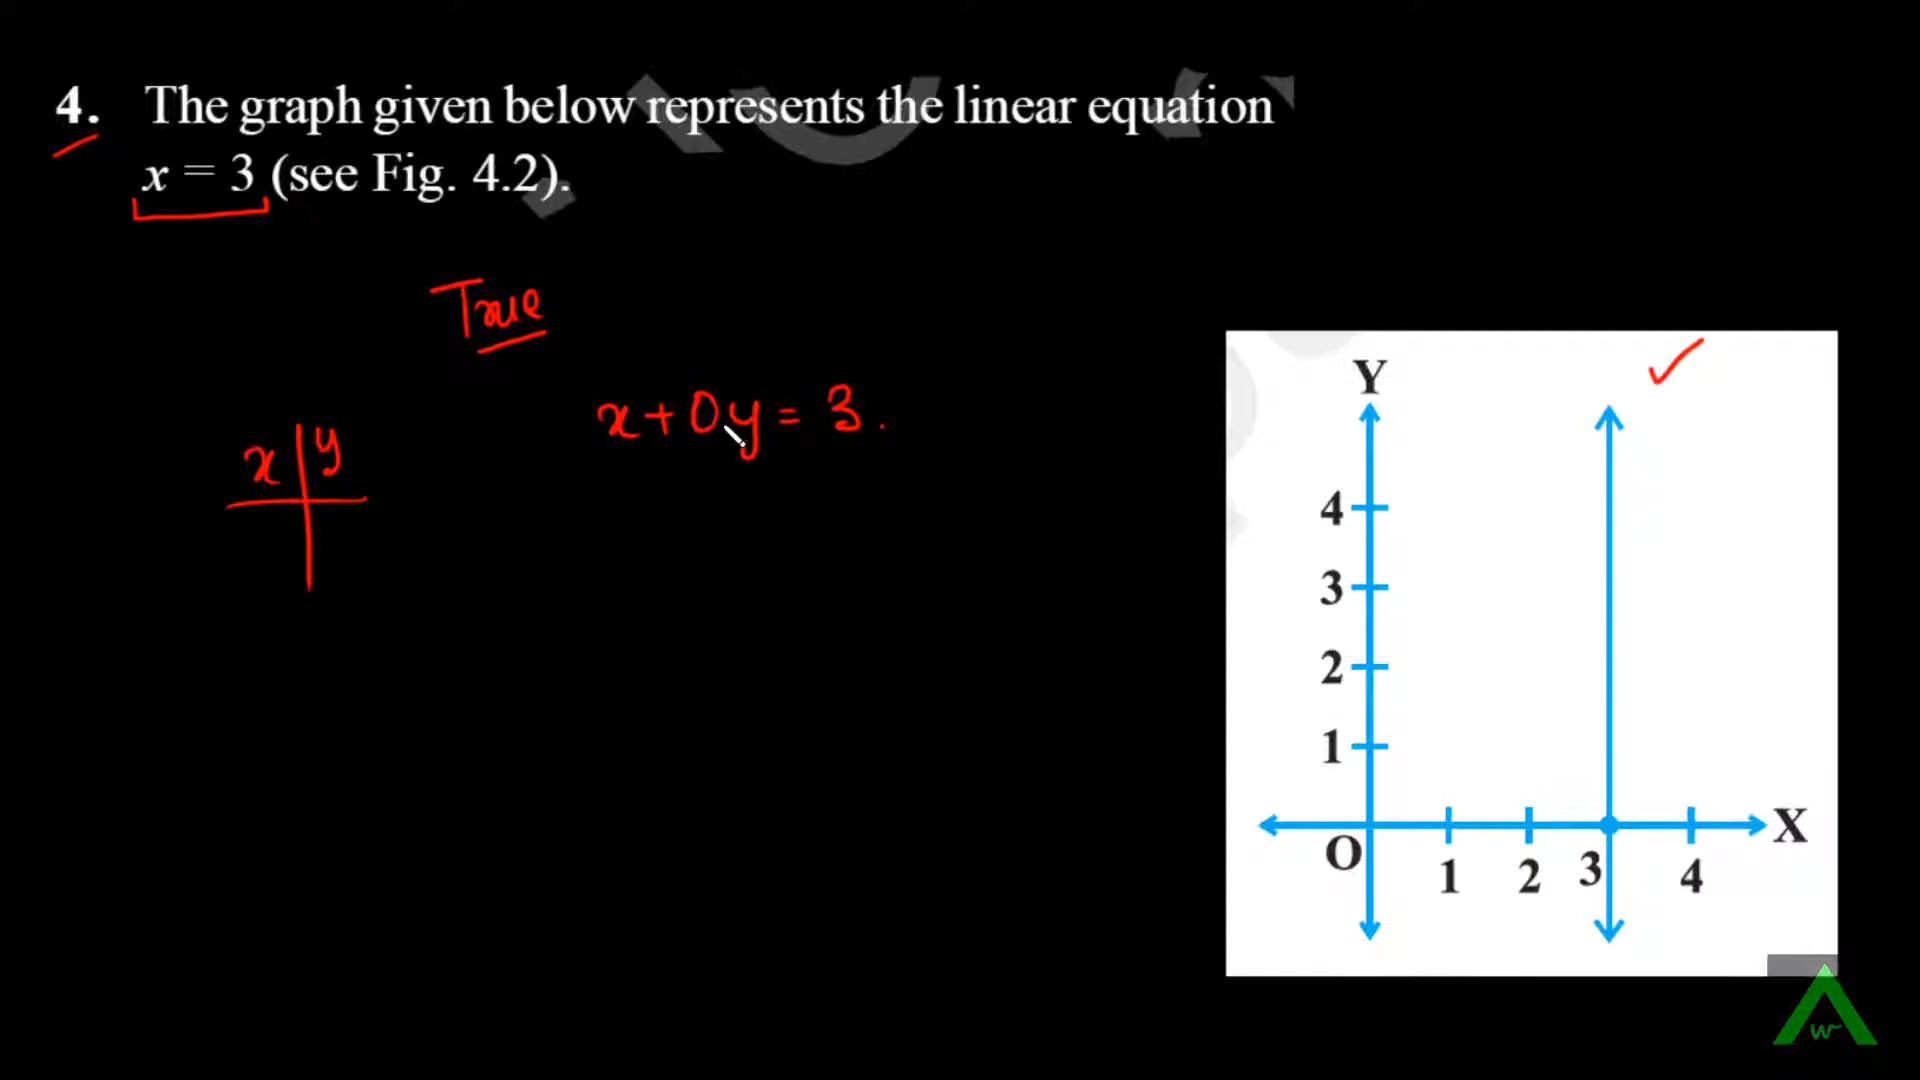 4. The graph given below represents the linear equation
x = 3 (see Fig. 4.2).
True
x + 0y = 3.
x y
Y
4
3
2
1
O 1 2 3 4 X
w